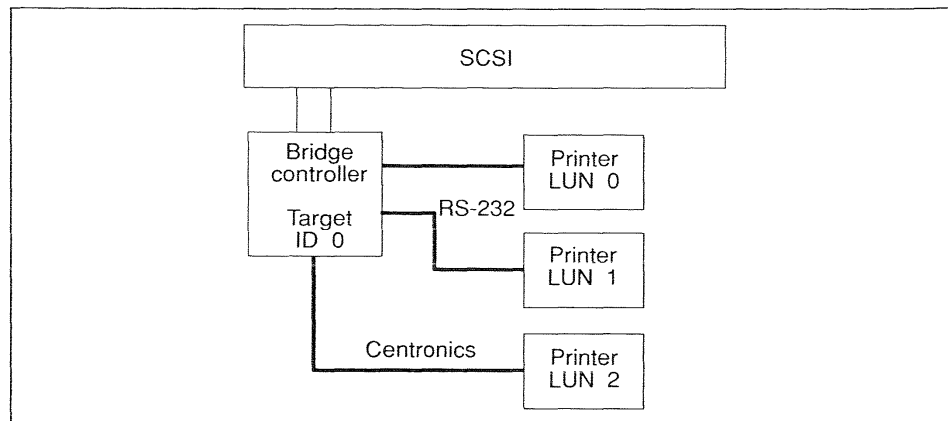 SCSI
Bridge
controller
Target
ID 0
Printer
LUN 0
RS-232
Printer
LUN 1
Centronics
Printer
LUN 2